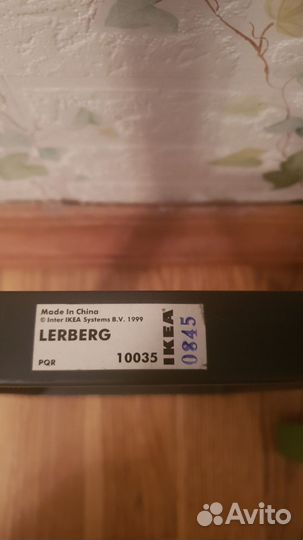 Made In China
© Inter IKEA Systems B.V. 1999
LERBERG
PQR 10035
IKEA
0845
Avito